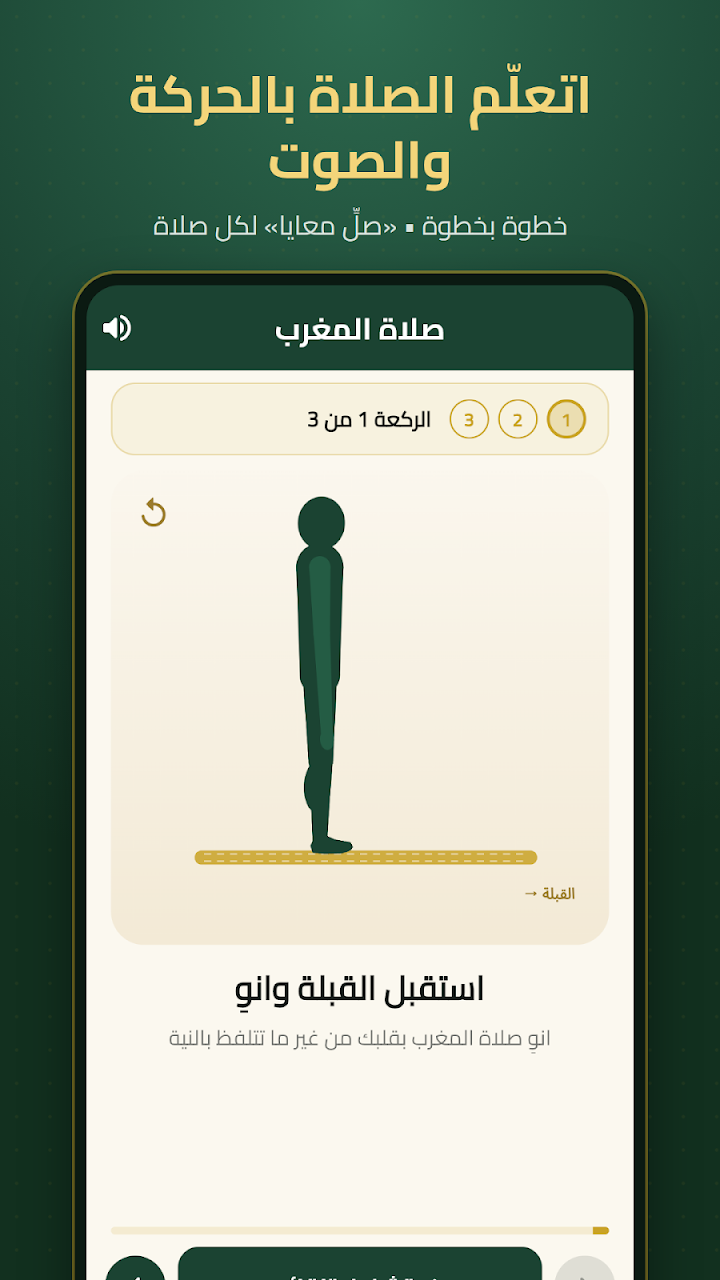 اتعلّم الصلاة بالحركة
والصوت
خطوة بخطوة ▪ «صلِّ معايا» لكل صلاة
صلاة المغرب
1 2 3 الركعة 1 من 3
القبلة →
استقبل القبلة وانوِ
انوِ صلاة المغرب بقلبك من غير ما تتلفظ بالنية